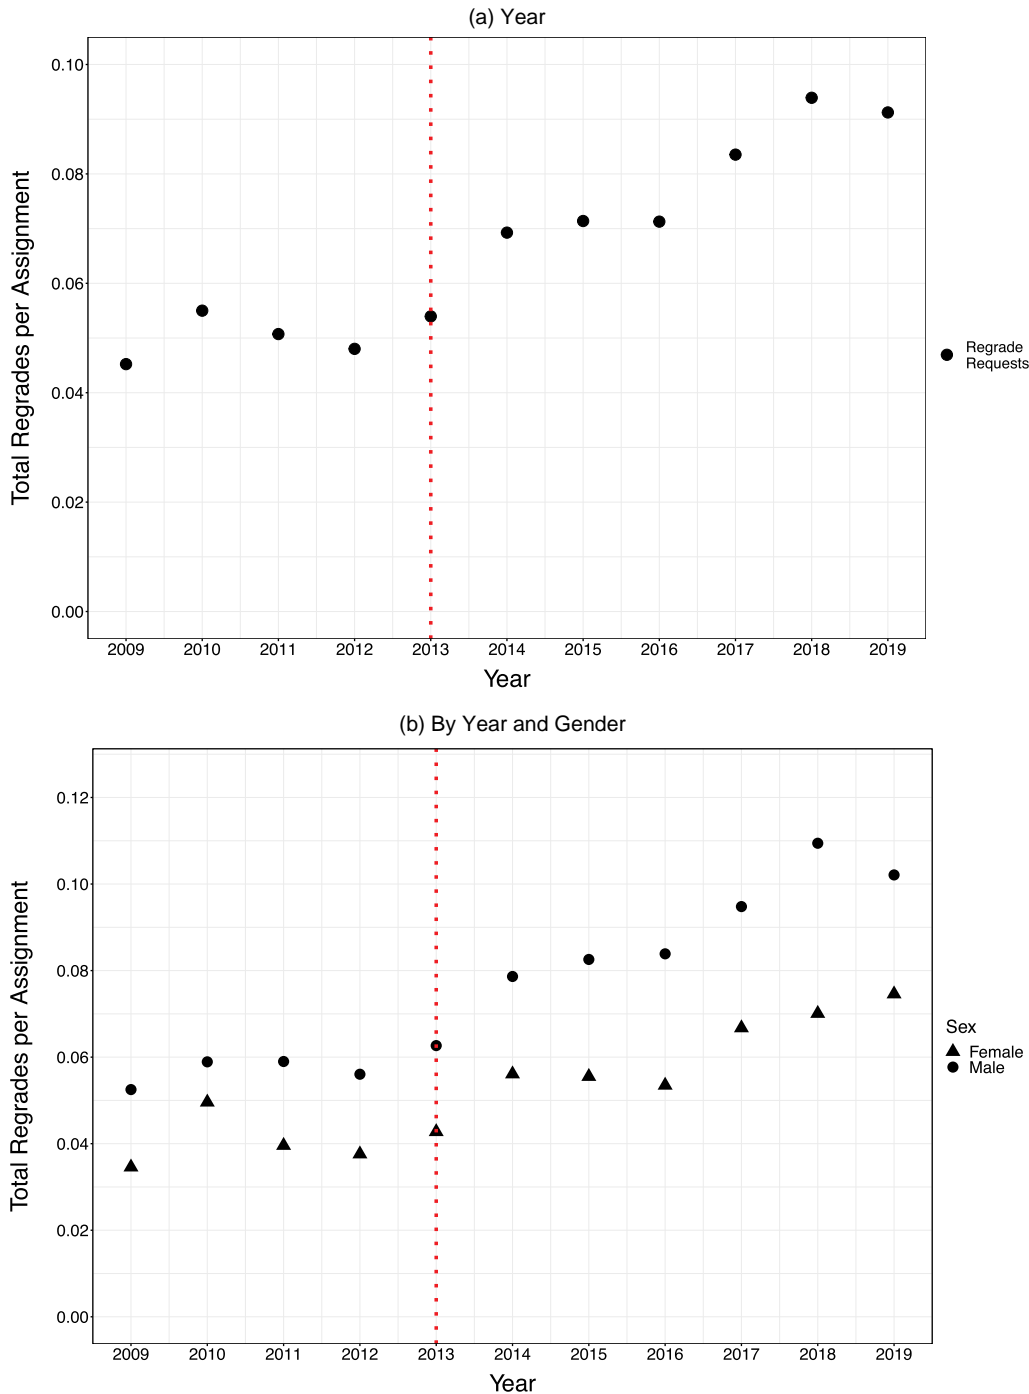 (a) Year
0.10
0.08
0.06
0.04
0.02
0.00
Total Regrades per Assignment
2009 2010 2011 2012 2013 2014 2015 2016 2017 2018 2019
Year
Regrade
Requests
(b) By Year and Gender
0.12
0.10
0.08
0.06
0.04
0.02
0.00
Total Regrades per Assignment
2009 2010 2011 2012 2013 2014 2015 2016 2017 2018 2019
Year
Sex
Female
Male